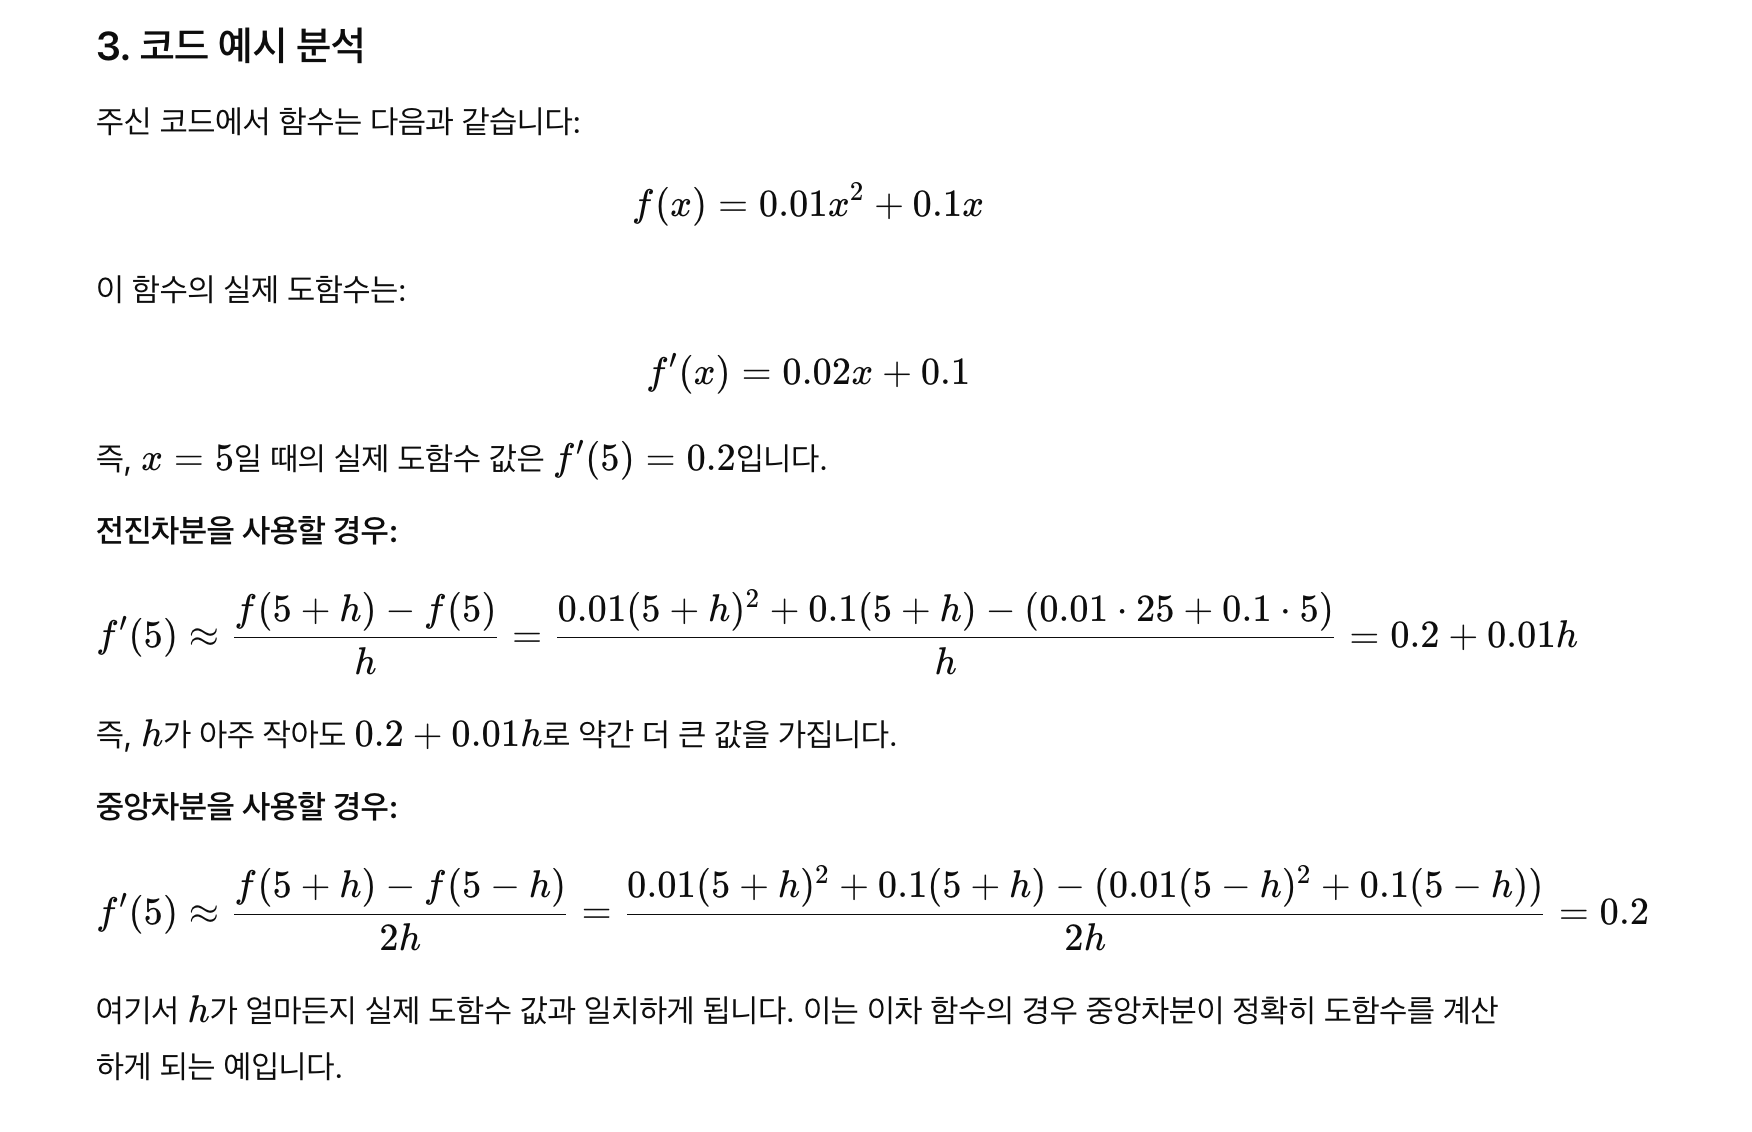 3. 코드 예시 분석
주신 코드에서 함수는 다음과 같습니다:
f(x) = 0.01x² + 0.1x
이 함수의 실제 도함수는:
f′(x) = 0.02x + 0.1
즉, x = 5일 때의 실제 도함수 값은 f′(5) = 0.2입니다.
전진차분을 사용할 경우:
f′(5) ≈ \frac{f(5 + h) − f(5)}{h} = \frac{0.01(5 + h)² + 0.1(5 + h) − (0.01 · 25 + 0.1 · 5)}{h} = 0.2 + 0.01h
즉, h가 아주 작아도 0.2 + 0.01h로 약간 더 큰 값을 가집니다.
중앙차분을 사용할 경우:
f′(5) ≈ \frac{f(5 + h) − f(5 − h)}{2h} = \frac{0.01(5 + h)² + 0.1(5 + h) − (0.01(5 − h)² + 0.1(5 − h))}{2h} = 0.2
여기서 h가 얼마든지 실제 도함수 값과 일치하게 됩니다. 이는 이차 함수의 경우 중앙차분이 정확히 도함수를 계산
하게 되는 예입니다.